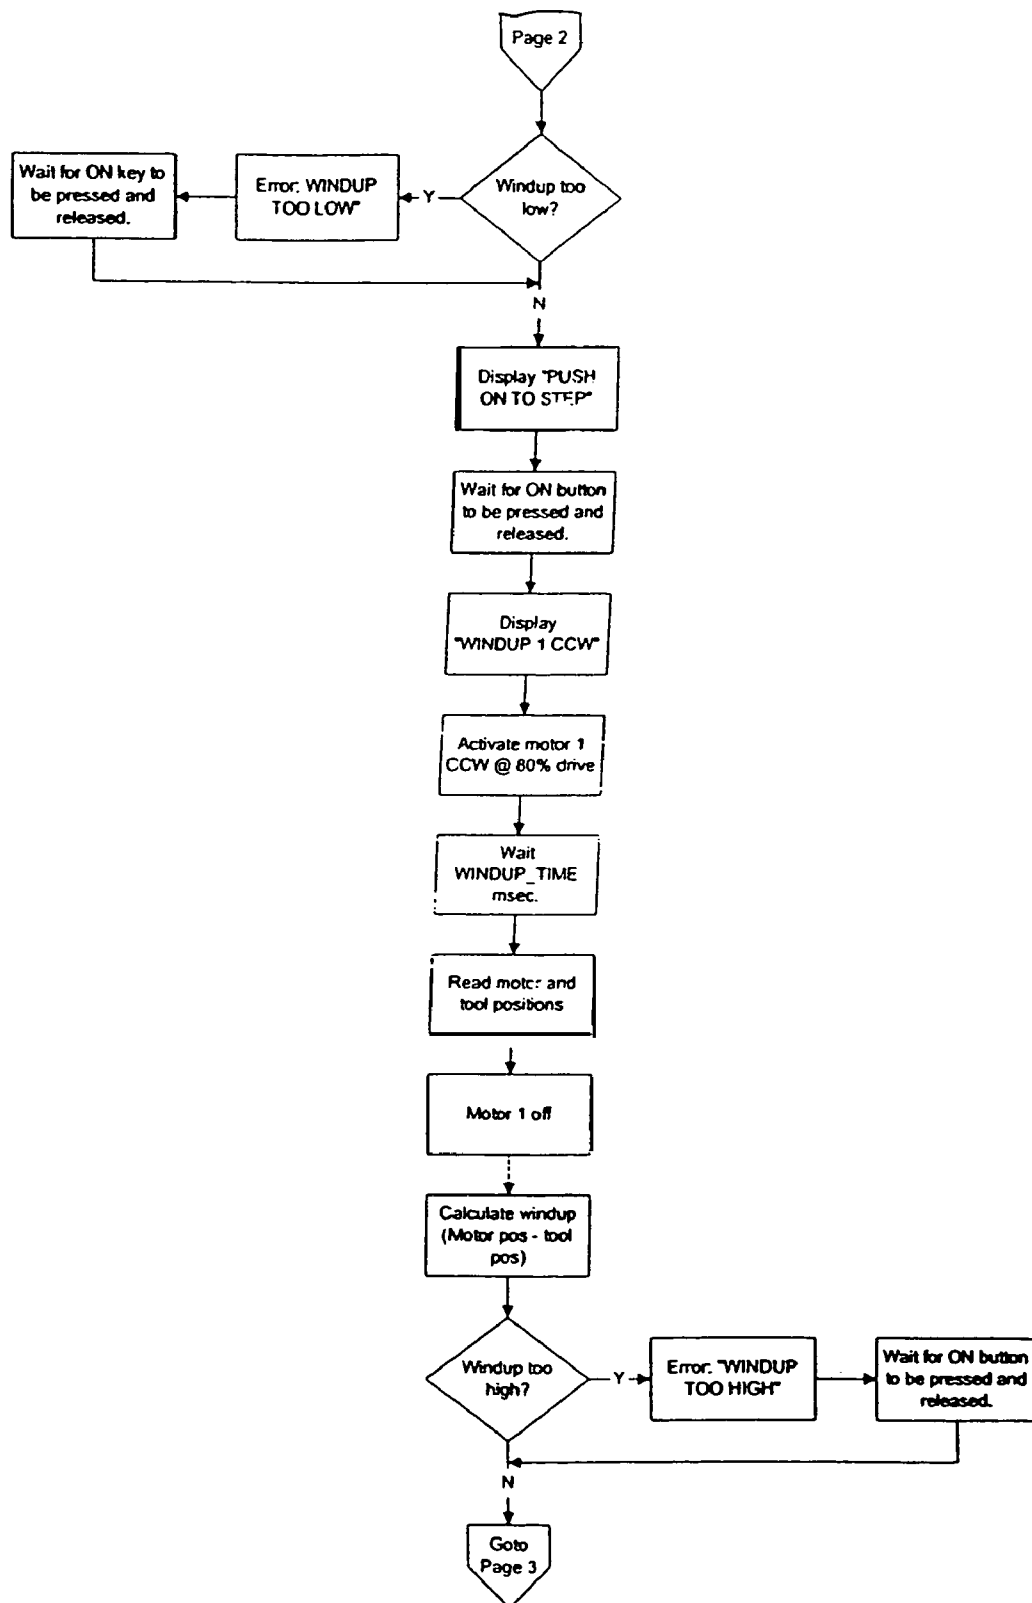 Page 2
Windup too
low?
Y
Error: WINDUP
TOO LOW"
Wait for ON key to
be pressed and
released.
N
Display "PUSH
ON TO STEP"
Wait for ON button
to be pressed and
released.
Display
"WINDUP 1 CCW"
Activate motor 1
CCW @ 80% drive
Wait
WINDUP_TIME
msec.
Read motor and
tool positions
Motor 1 off
Calculate windup
(Motor pos - tool
pos)
Windup too
high?
Y
Error: "WINDUP
TOO HIGH"
Wait for ON button
to be pressed and
released.
N
Goto
Page 3